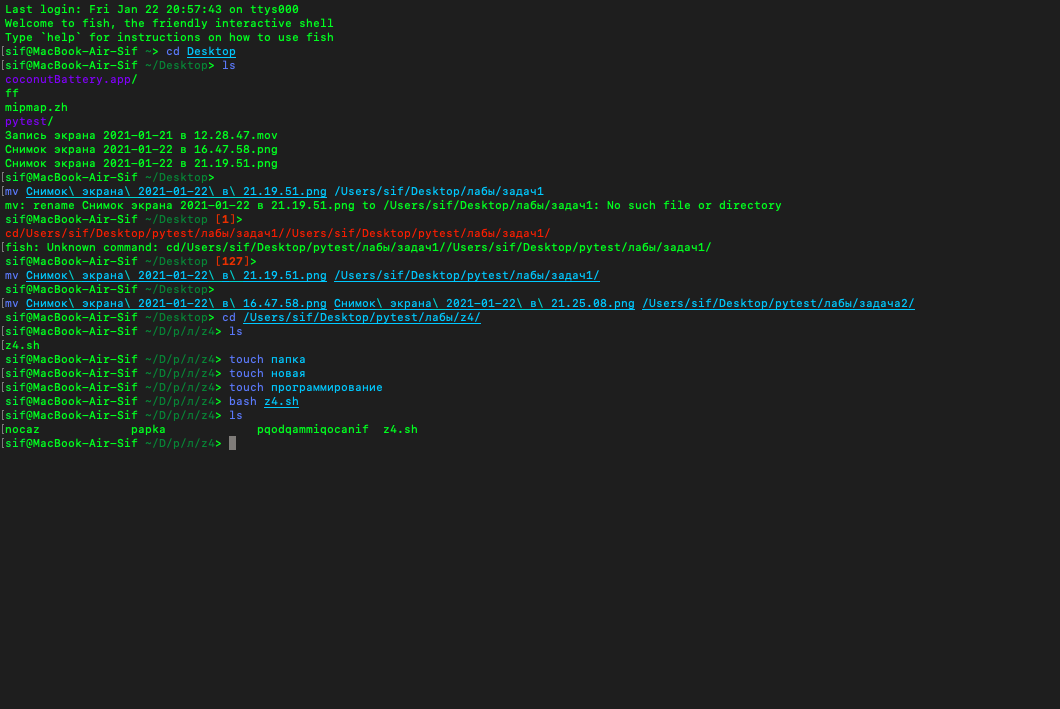 Last login: Fri Jan 22 20:57:43 on ttys000
Welcome to fish, the friendly interactive shell
Type `help` for instructions on how to use fish
[sif@MacBook-Air-Sif ~> cd Desktop
[sif@MacBook-Air-Sif ~/Desktop> ls
coconutBattery.app/
ff
mipmap.zh
pytest/
Запись экрана 2021-01-21 в 12.28.47.mov
Снимок экрана 2021-01-22 в 16.47.58.png
Снимок экрана 2021-01-22 в 21.19.51.png
[sif@MacBook-Air-Sif ~/Desktop>
[mv Снимок\ экрана\ 2021-01-22\ в\ 21.19.51.png /Users/sif/Desktop/лабы/задач1
mv: rename Снимок экрана 2021-01-22 в 21.19.51.png to /Users/sif/Desktop/лабы/задач1: No such file or directory
sif@MacBook-Air-Sif ~/Desktop [1]>
cd/Users/sif/Desktop/pytest/лабы/задач1//Users/sif/Desktop/pytest/лабы/задач1/
[fish: Unknown command: cd/Users/sif/Desktop/pytest/лабы/задач1//Users/sif/Desktop/pytest/лабы/задач1/
sif@MacBook-Air-Sif ~/Desktop [127]>
mv Снимок\ экрана\ 2021-01-22\ в\ 21.19.51.png /Users/sif/Desktop/pytest/лабы/задач1/
sif@MacBook-Air-Sif ~/Desktop>
[mv Снимок\ экрана\ 2021-01-22\ в\ 16.47.58.png Снимок\ экрана\ 2021-01-22\ в\ 21.25.08.png /Users/sif/Desktop/pytest/лабы/задача2/
sif@MacBook-Air-Sif ~/Desktop> cd /Users/sif/Desktop/pytest/лабы/z4/
[sif@MacBook-Air-Sif ~/D/p/л/z4> ls
[z4.sh
sif@MacBook-Air-Sif ~/D/p/л/z4> touch папка
[sif@MacBook-Air-Sif ~/D/p/л/z4> touch новая
[sif@MacBook-Air-Sif ~/D/p/л/z4> touch программирование
sif@MacBook-Air-Sif ~/D/p/л/z4> bash z4.sh
[sif@MacBook-Air-Sif ~/D/p/л/z4> ls
[nocaz papka pqodqammiqocanif z4.sh
[sif@MacBook-Air-Sif ~/D/p/л/z4>